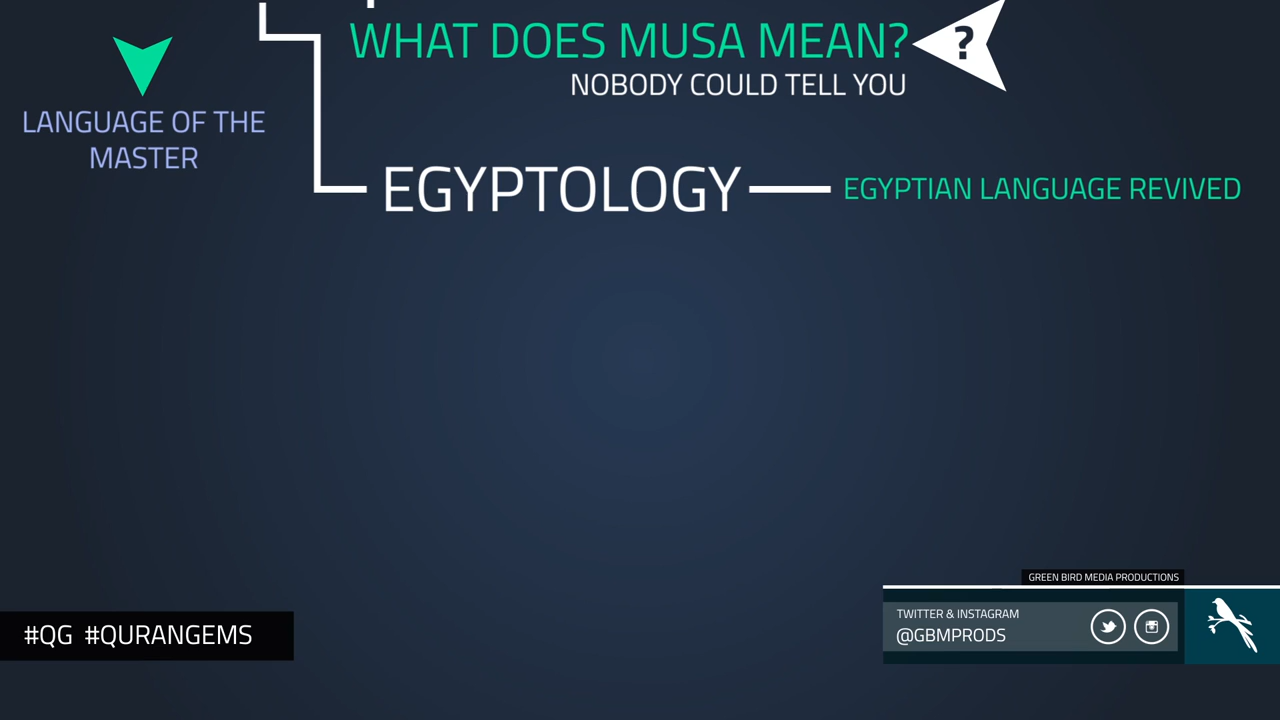 WHAT DOES MUSA MEAN?
?
NOBODY COULD TELL YOU
LANGUAGE OF THE
MASTER
EGYPTOLOGY
EGYPTIAN LANGUAGE REVIVED
GREEN BIRD MEDIA PRODUCTIONS
TWITTER & INSTAGRAM
@GBMPRODS
#QG #QURANGEMS